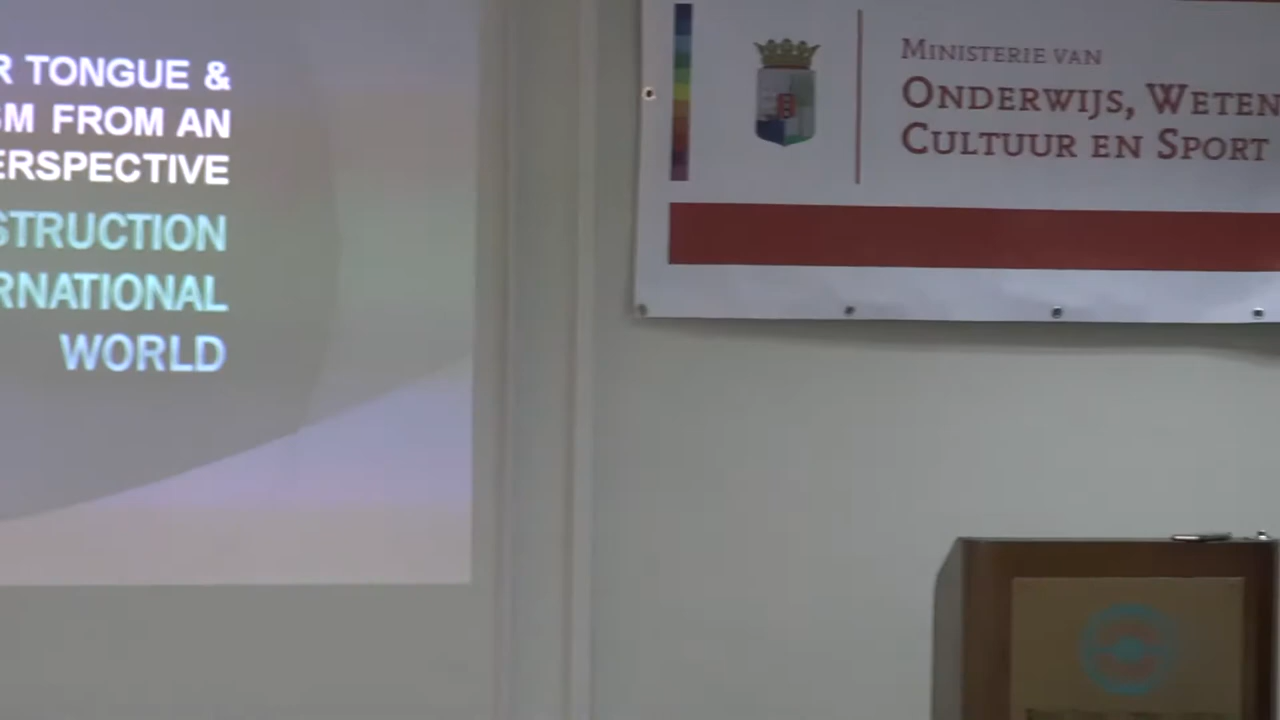 R TONGUE &
SM FROM AN
ERSPECTIVE
STRUCTION
RNATIONAL
WORLD
MINISTERIE VAN
ONDERWIJS, WETEN
CULTUUR EN SPORT